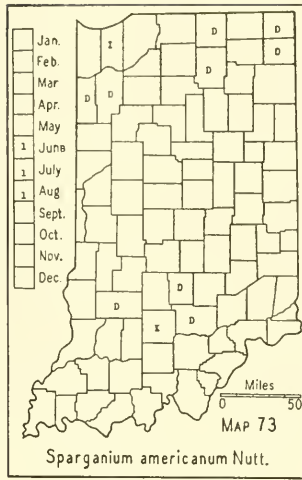 Jan.
Feb.
Mar
Apr.
May
1 June
1 July
1 Aug
Sept.
Oct.
Nov.
Dec.
I D D
D
D D D
D
D D
K
Miles
0 50
MAP 73
Sparganium americanum Nutt.